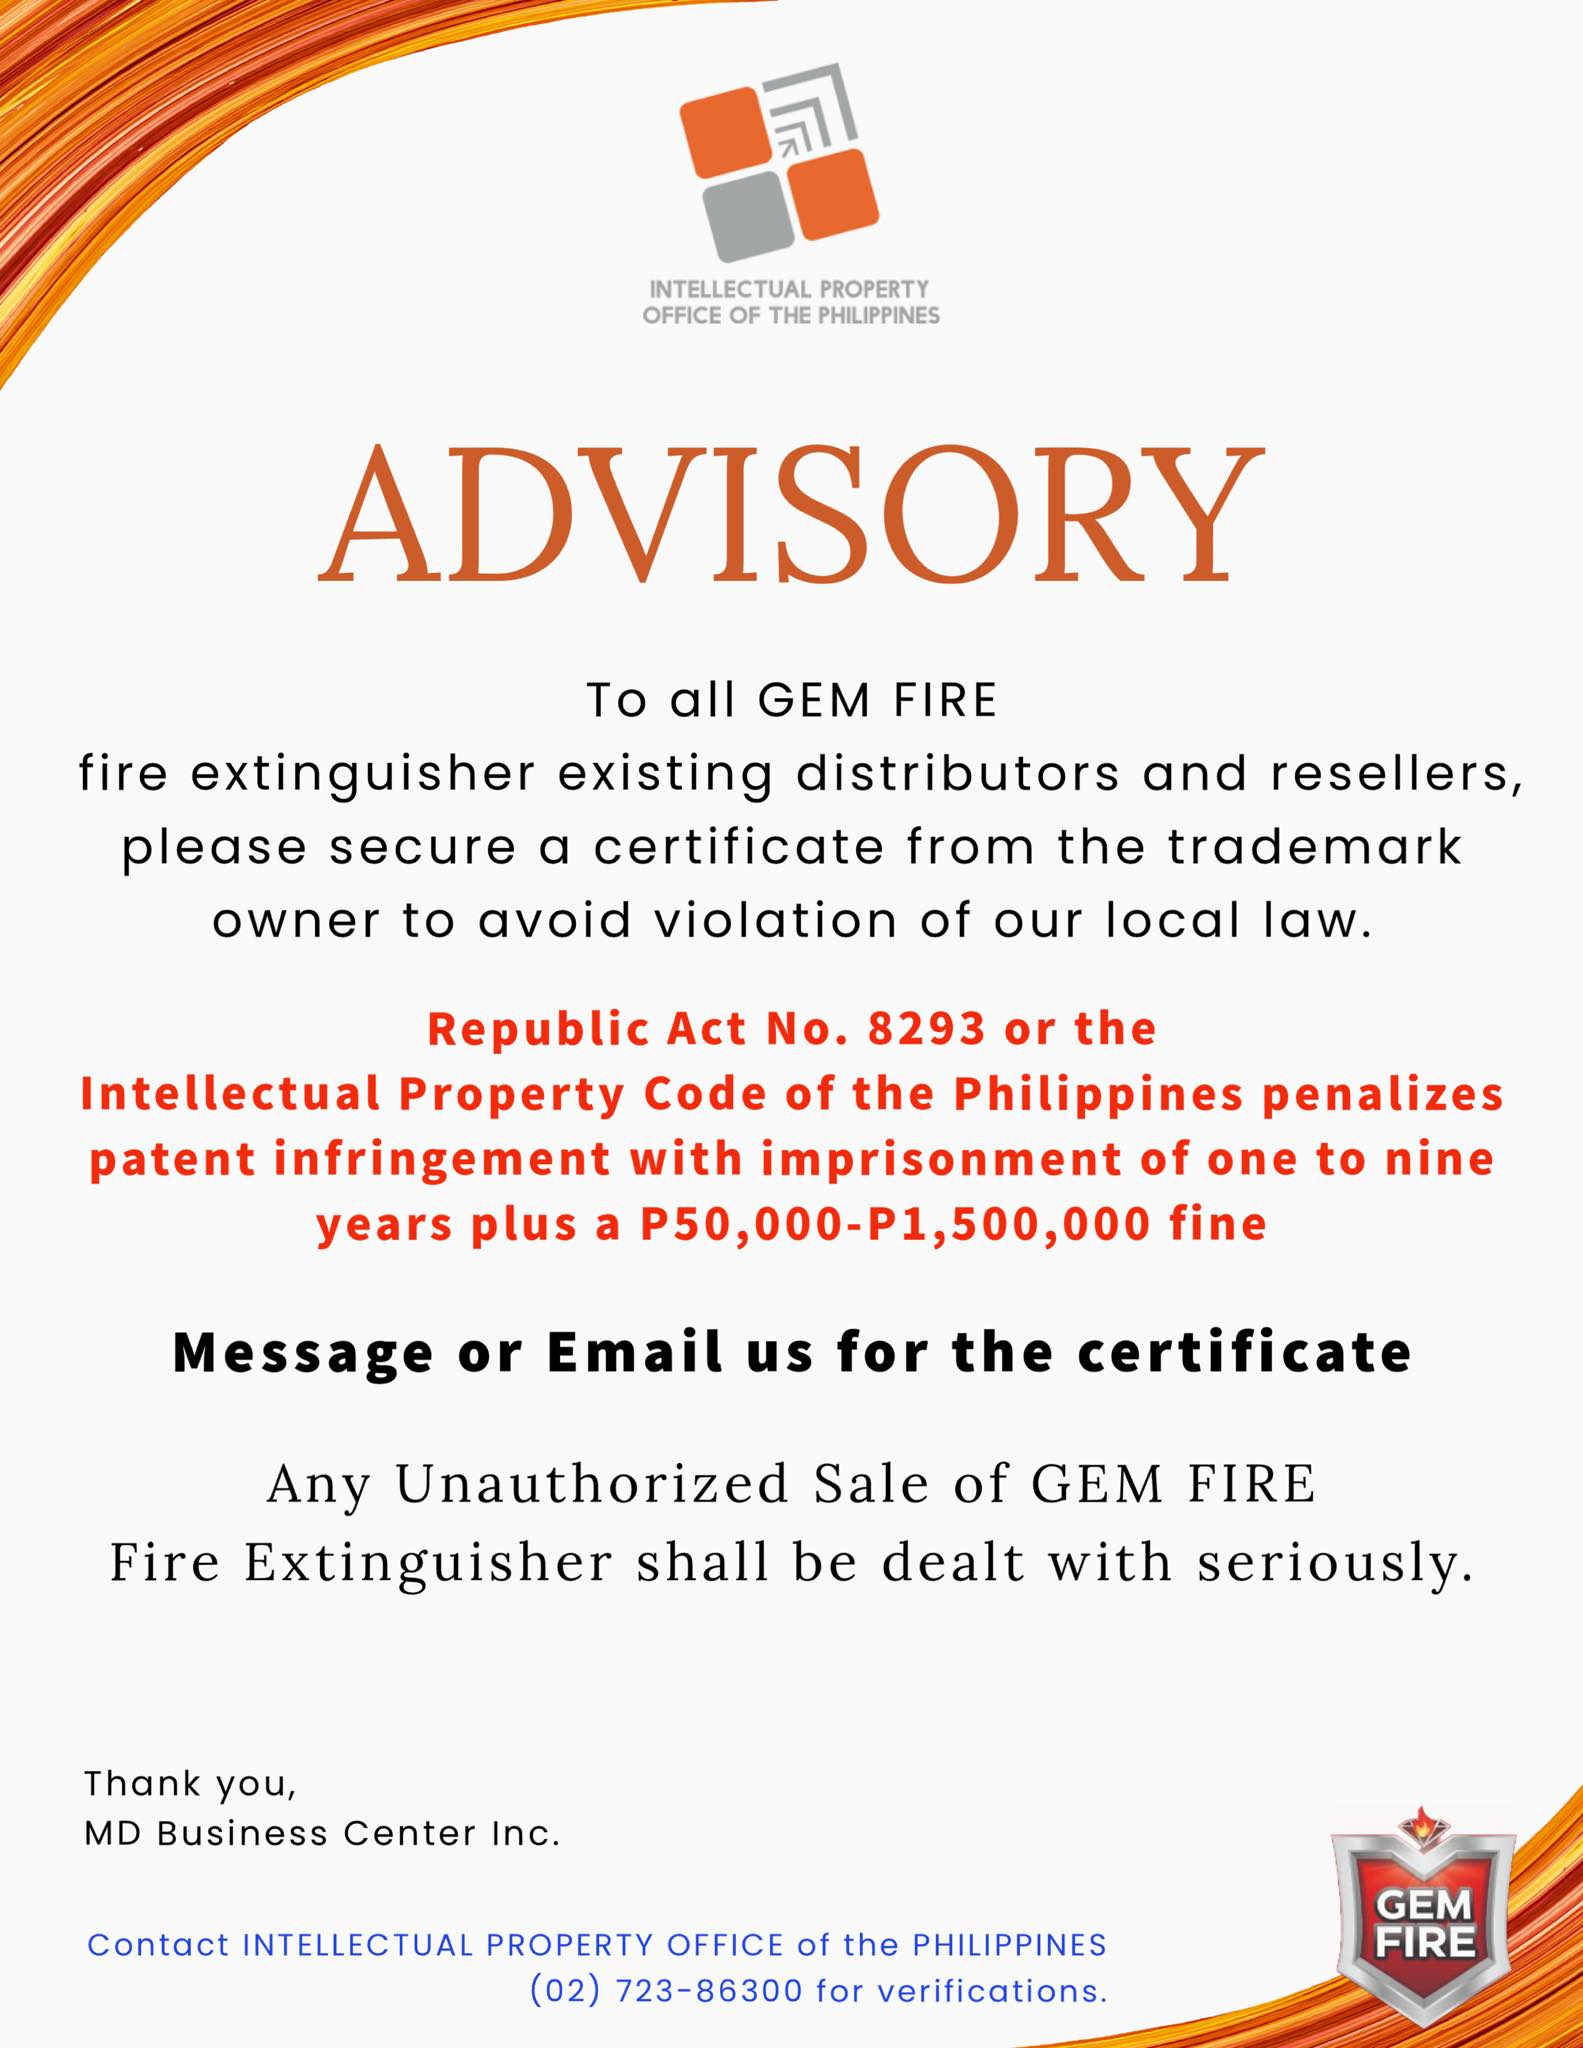 INTELLECTUAL PROPERTY
OFFICE OF THE PHILIPPINES
ADVISORY
To all GEM FIRE
fire extinguisher existing distributors and resellers,
please secure a certificate from the trademark
owner to avoid violation of our local law.
Republic Act No. 8293 or the
Intellectual Property Code of the Philippines penalizes
patent infringement with imprisonment of one to nine
years plus a P50,000-P1,500,000 fine
Message or Email us for the certificate
Any Unauthorized Sale of GEM FIRE
Fire Extinguisher shall be dealt with seriously.
Thank you,
MD Business Center Inc.
Contact INTELLECTUAL PROPERTY OFFICE of the PHILIPPINES
(02) 723-86300 for verifications.
GEM
FIRE